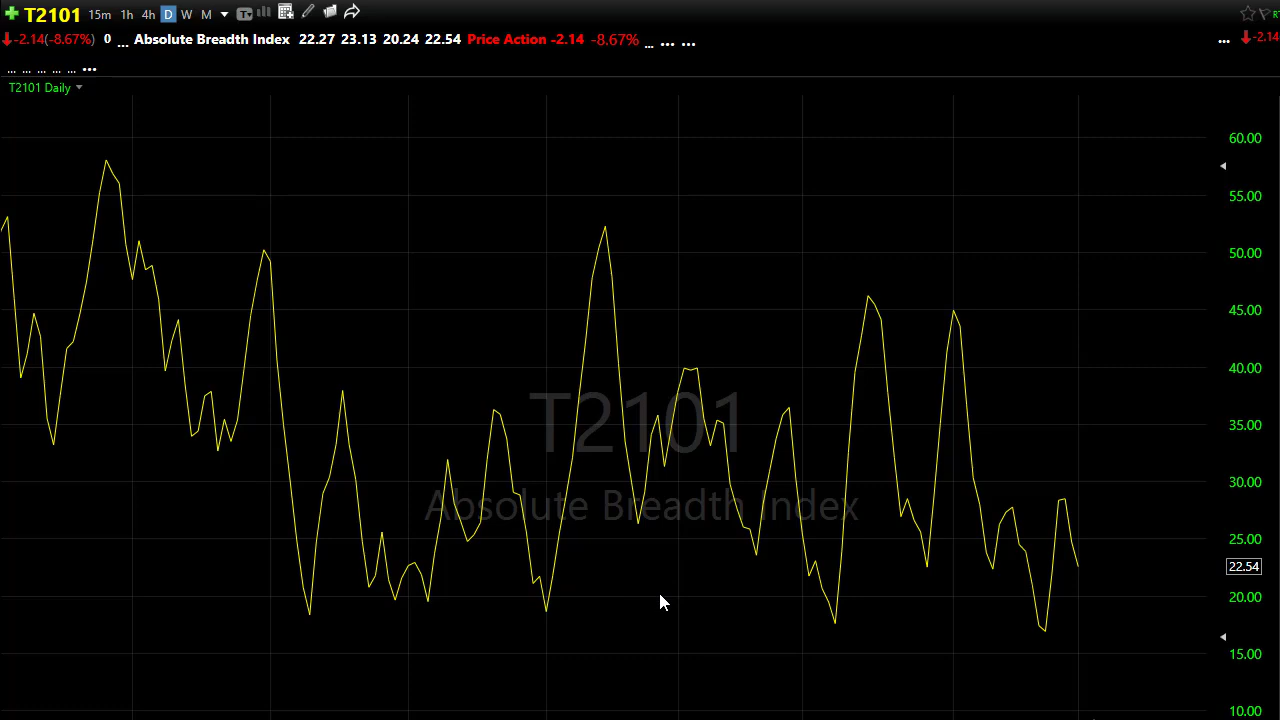 T2101 15m 1h 4h D W M
-2.14(-8.67%) 0 ... Absolute Breadth Index 22.27 23.13 20.24 22.54 Price Action -2.14 -8.67% ... ... ... ... -2.14
... ... ... ... ... ...
T2101 Daily
60.00
55.00
50.00
45.00
40.00
35.00
30.00
25.00
22.54
20.00
15.00
10.00
T2101
Absolute Breadth Index